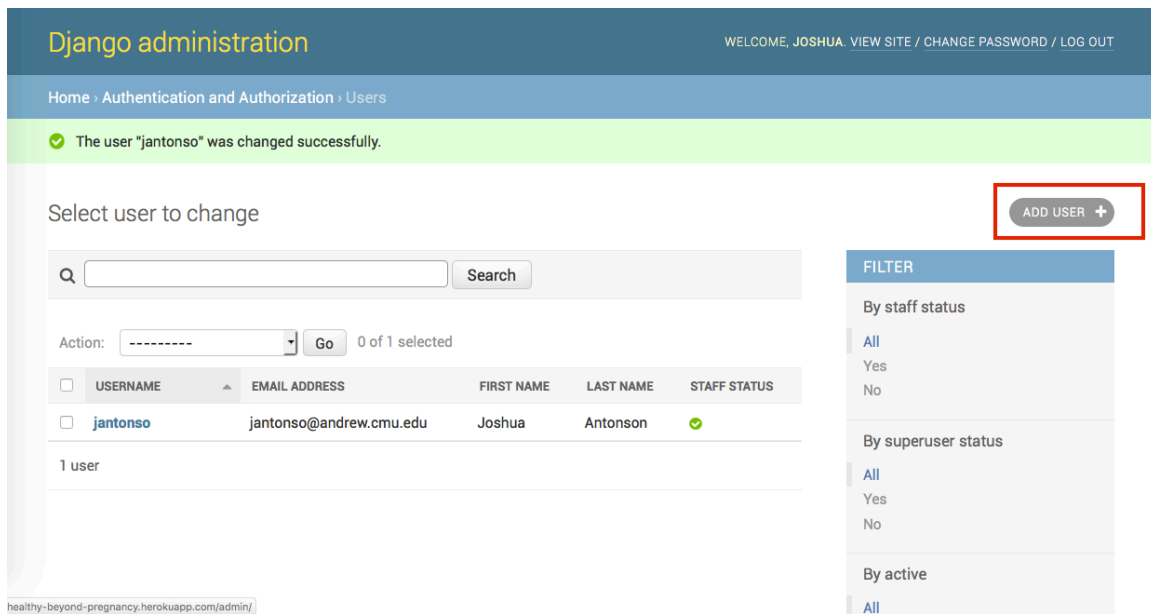 Django administration
WELCOME, JOSHUA. VIEW SITE / CHANGE PASSWORD / LOG OUT
Home › Authentication and Authorization › Users
The user "jantonso" was changed successfully.
Select user to change
ADD USER +
Search
Action: --------- Go 0 of 1 selected
USERNAME EMAIL ADDRESS FIRST NAME LAST NAME STAFF STATUS
jantonso jantonso@andrew.cmu.edu Joshua Antonson
1 user
FILTER
By staff status
All
Yes
No
By superuser status
All
Yes
No
By active
All
healthy-beyond-pregnancy.herokuapp.com/admin/